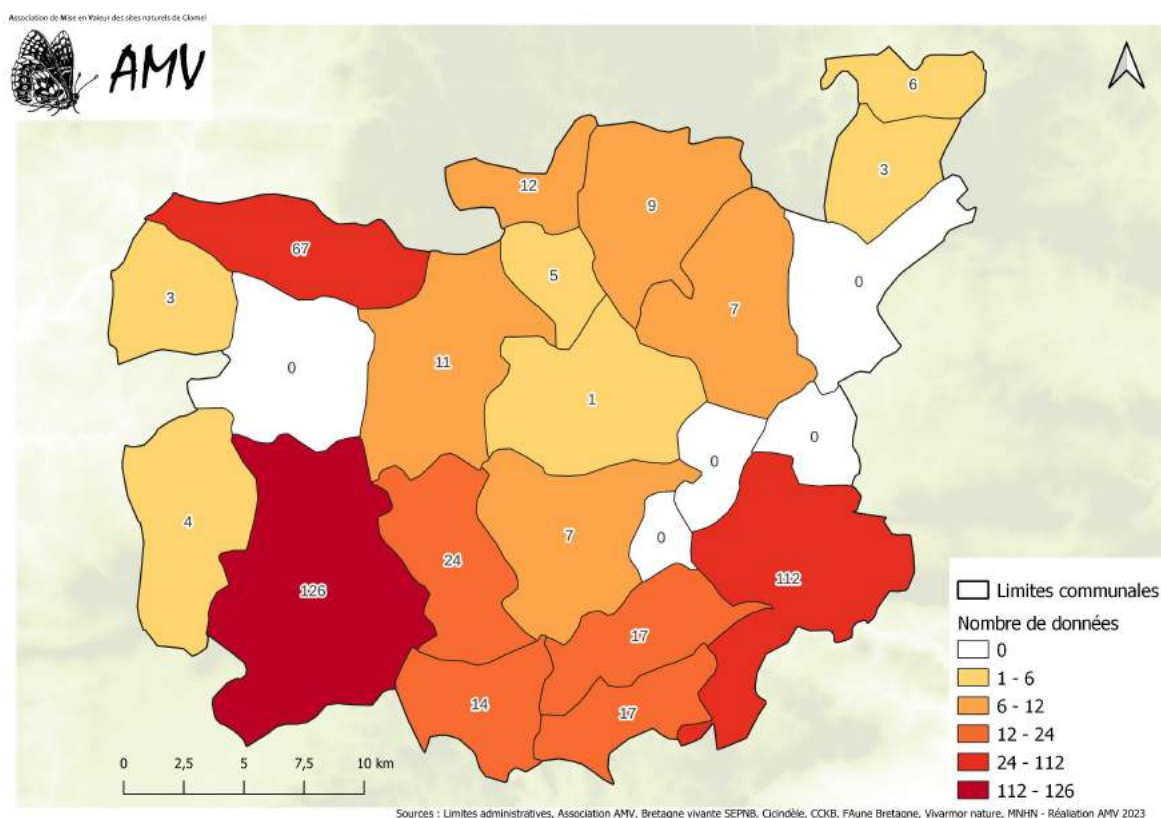 Association de Mise en Valeur des sites naturels de Glomel
AMV
6
3
12
9
67
5
0
3
7
0
11
1
0
0
4
7
24
0
126
112
17
14
17
Limites communales
Nombre de données
0
1 - 6
6 - 12
12 - 24
24 - 112
112 - 126
0 2,5 5 7,5 10 km
Sources : Limites administratives, Association AMV, Bretagne vivante SEPNB, Cicindèle, CCKB, FAune Bretagne, Vivarmor nature, MNHN - Réaliation AMV 2023